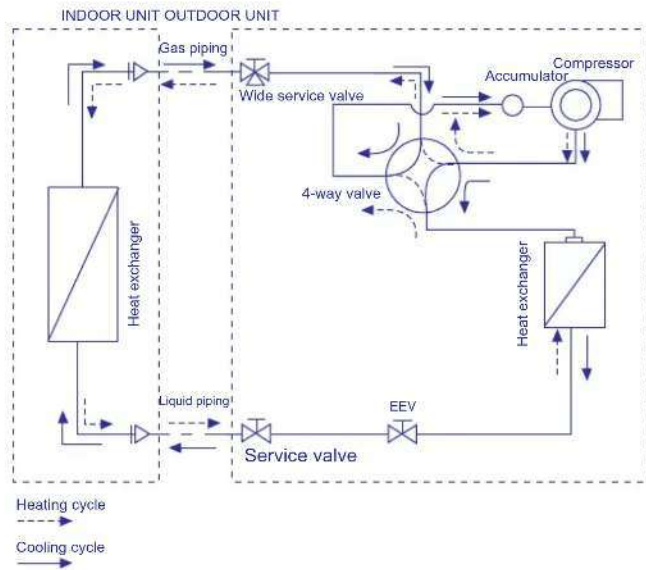 INDOOR UNIT OUTDOOR UNIT
Gas piping
Compressor
Accumulator
Wide service valve
4-way valve
Heat exchanger
Heat exchanger
Liquid piping
EEV
Service valve
Heating cycle
Cooling cycle